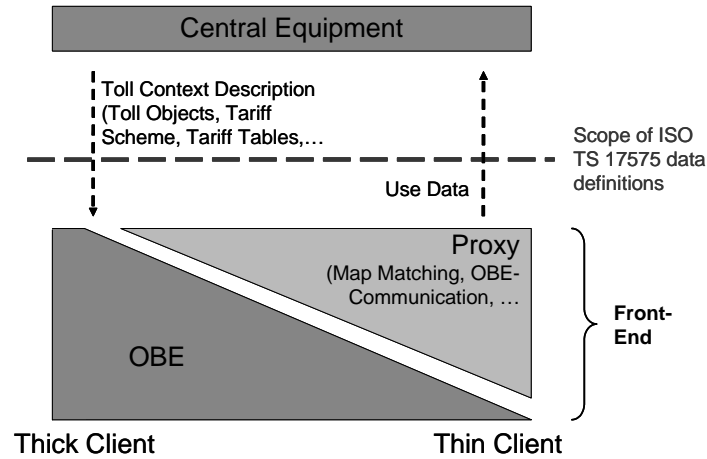 Central Equipment
Toll Context Description
(Toll Objects, Tariff
Scheme, Tariff Tables,…
Scope of ISO
TS 17575 data
definitions
Use Data
Proxy
(Map Matching, OBE-
Communication, …
Front-
End
OBE
Thick Client
Thin Client